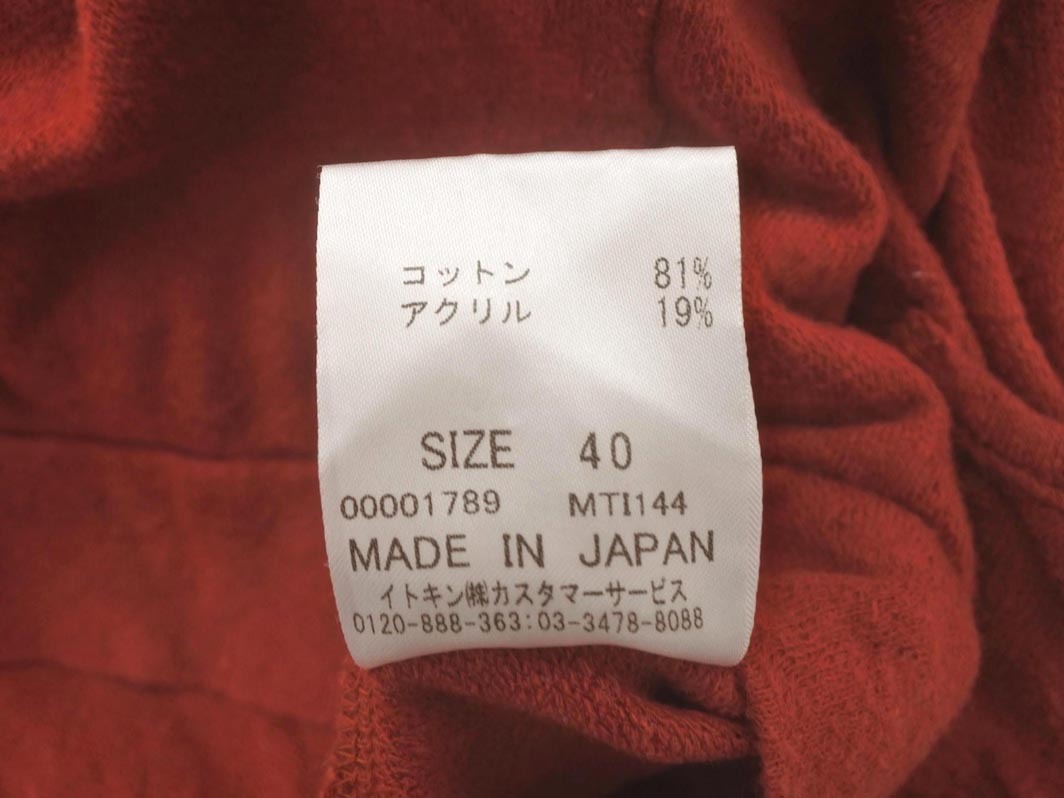 コットン 81%
アクリル 19%
SIZE 40
00001789 MTI144
MADE IN JAPAN
イトキン㈱カスタマーサービス
0120-888-363:03-3478-8088